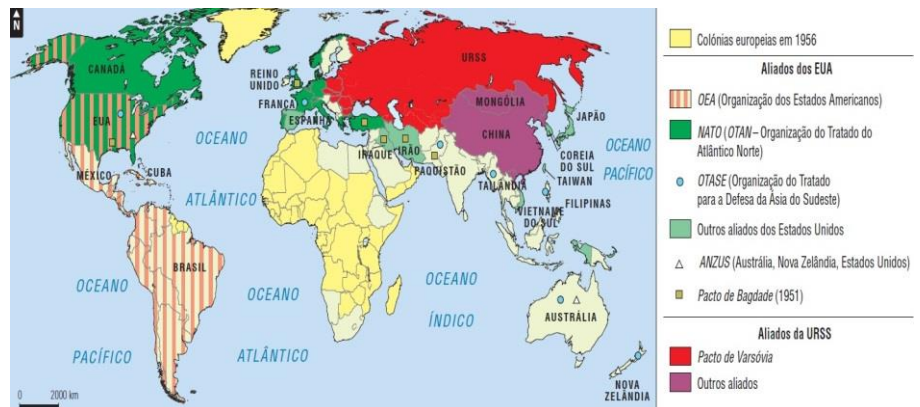 N
CANADÁ
EUA
MÉXICO
CUBA
BRASIL
OCEANO
PACÍFICO
OCEANO
ATLÂNTICO
OCEANO
ATLÂNTICO
REINO
UNIDO
FRANÇA
ESPANHA
URSS
MONGÓLIA
CHINA
JAPÃO
COREIA
DO SUL
TAIWAN
IRAQUE
IRÃO
PAQUISTÃO
TAILÂNDIA
VIETNAME
DO SUL
FILIPINAS
OCEANO
PACÍFICO
OCEANO
ÍNDICO
AUSTRÁLIA
NOVA
ZELÂNDIA
0 2000 km
Colónias europeias em 1956
Aliados dos EUA
OEA (Organização dos Estados Americanos)
NATO (OTAN – Organização do Tratado do
Atlântico Norte)
OTASE (Organização do Tratado
para a Defesa da Ásia do Sudeste)
Outros aliados dos Estados Unidos
ANZUS (Austrália, Nova Zelândia, Estados Unidos)
Pacto de Bagdade (1951)
Aliados da URSS
Pacto de Varsóvia
Outros aliados